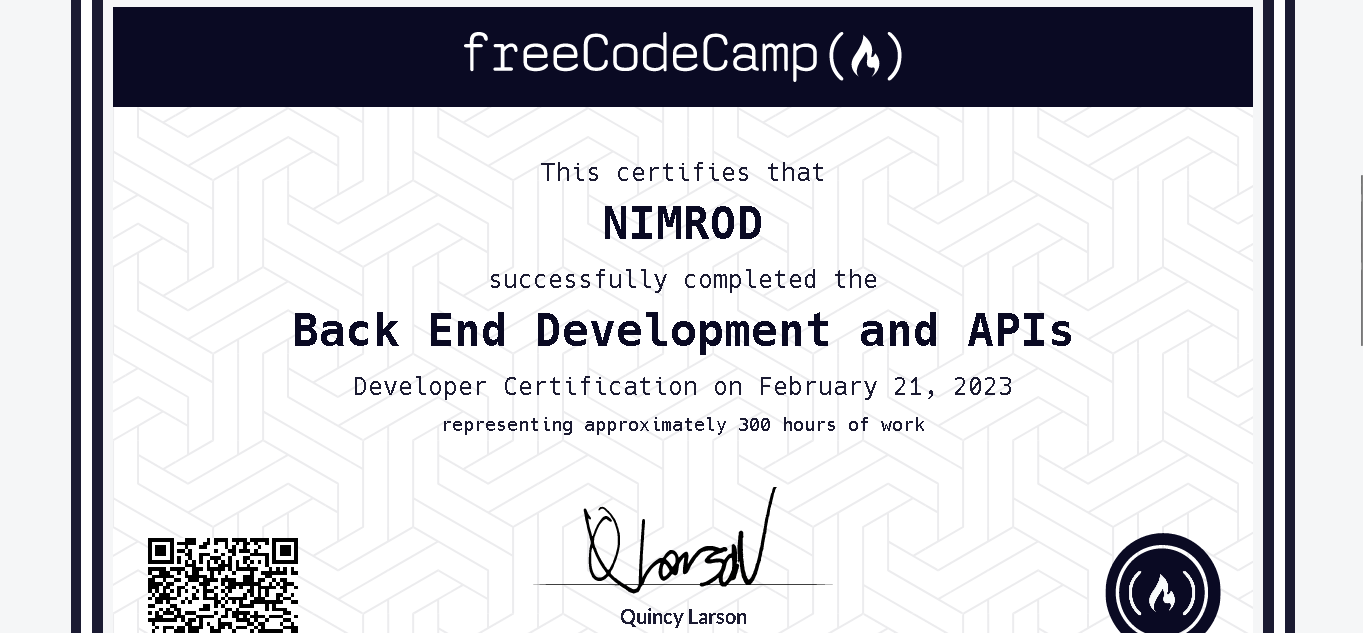 freeCodeCamp
This certifies that
NIMROD
successfully completed the
Back End Development and APIs
Developer Certification on February 21, 2023
representing approximately 300 hours of work
Quincy Larson